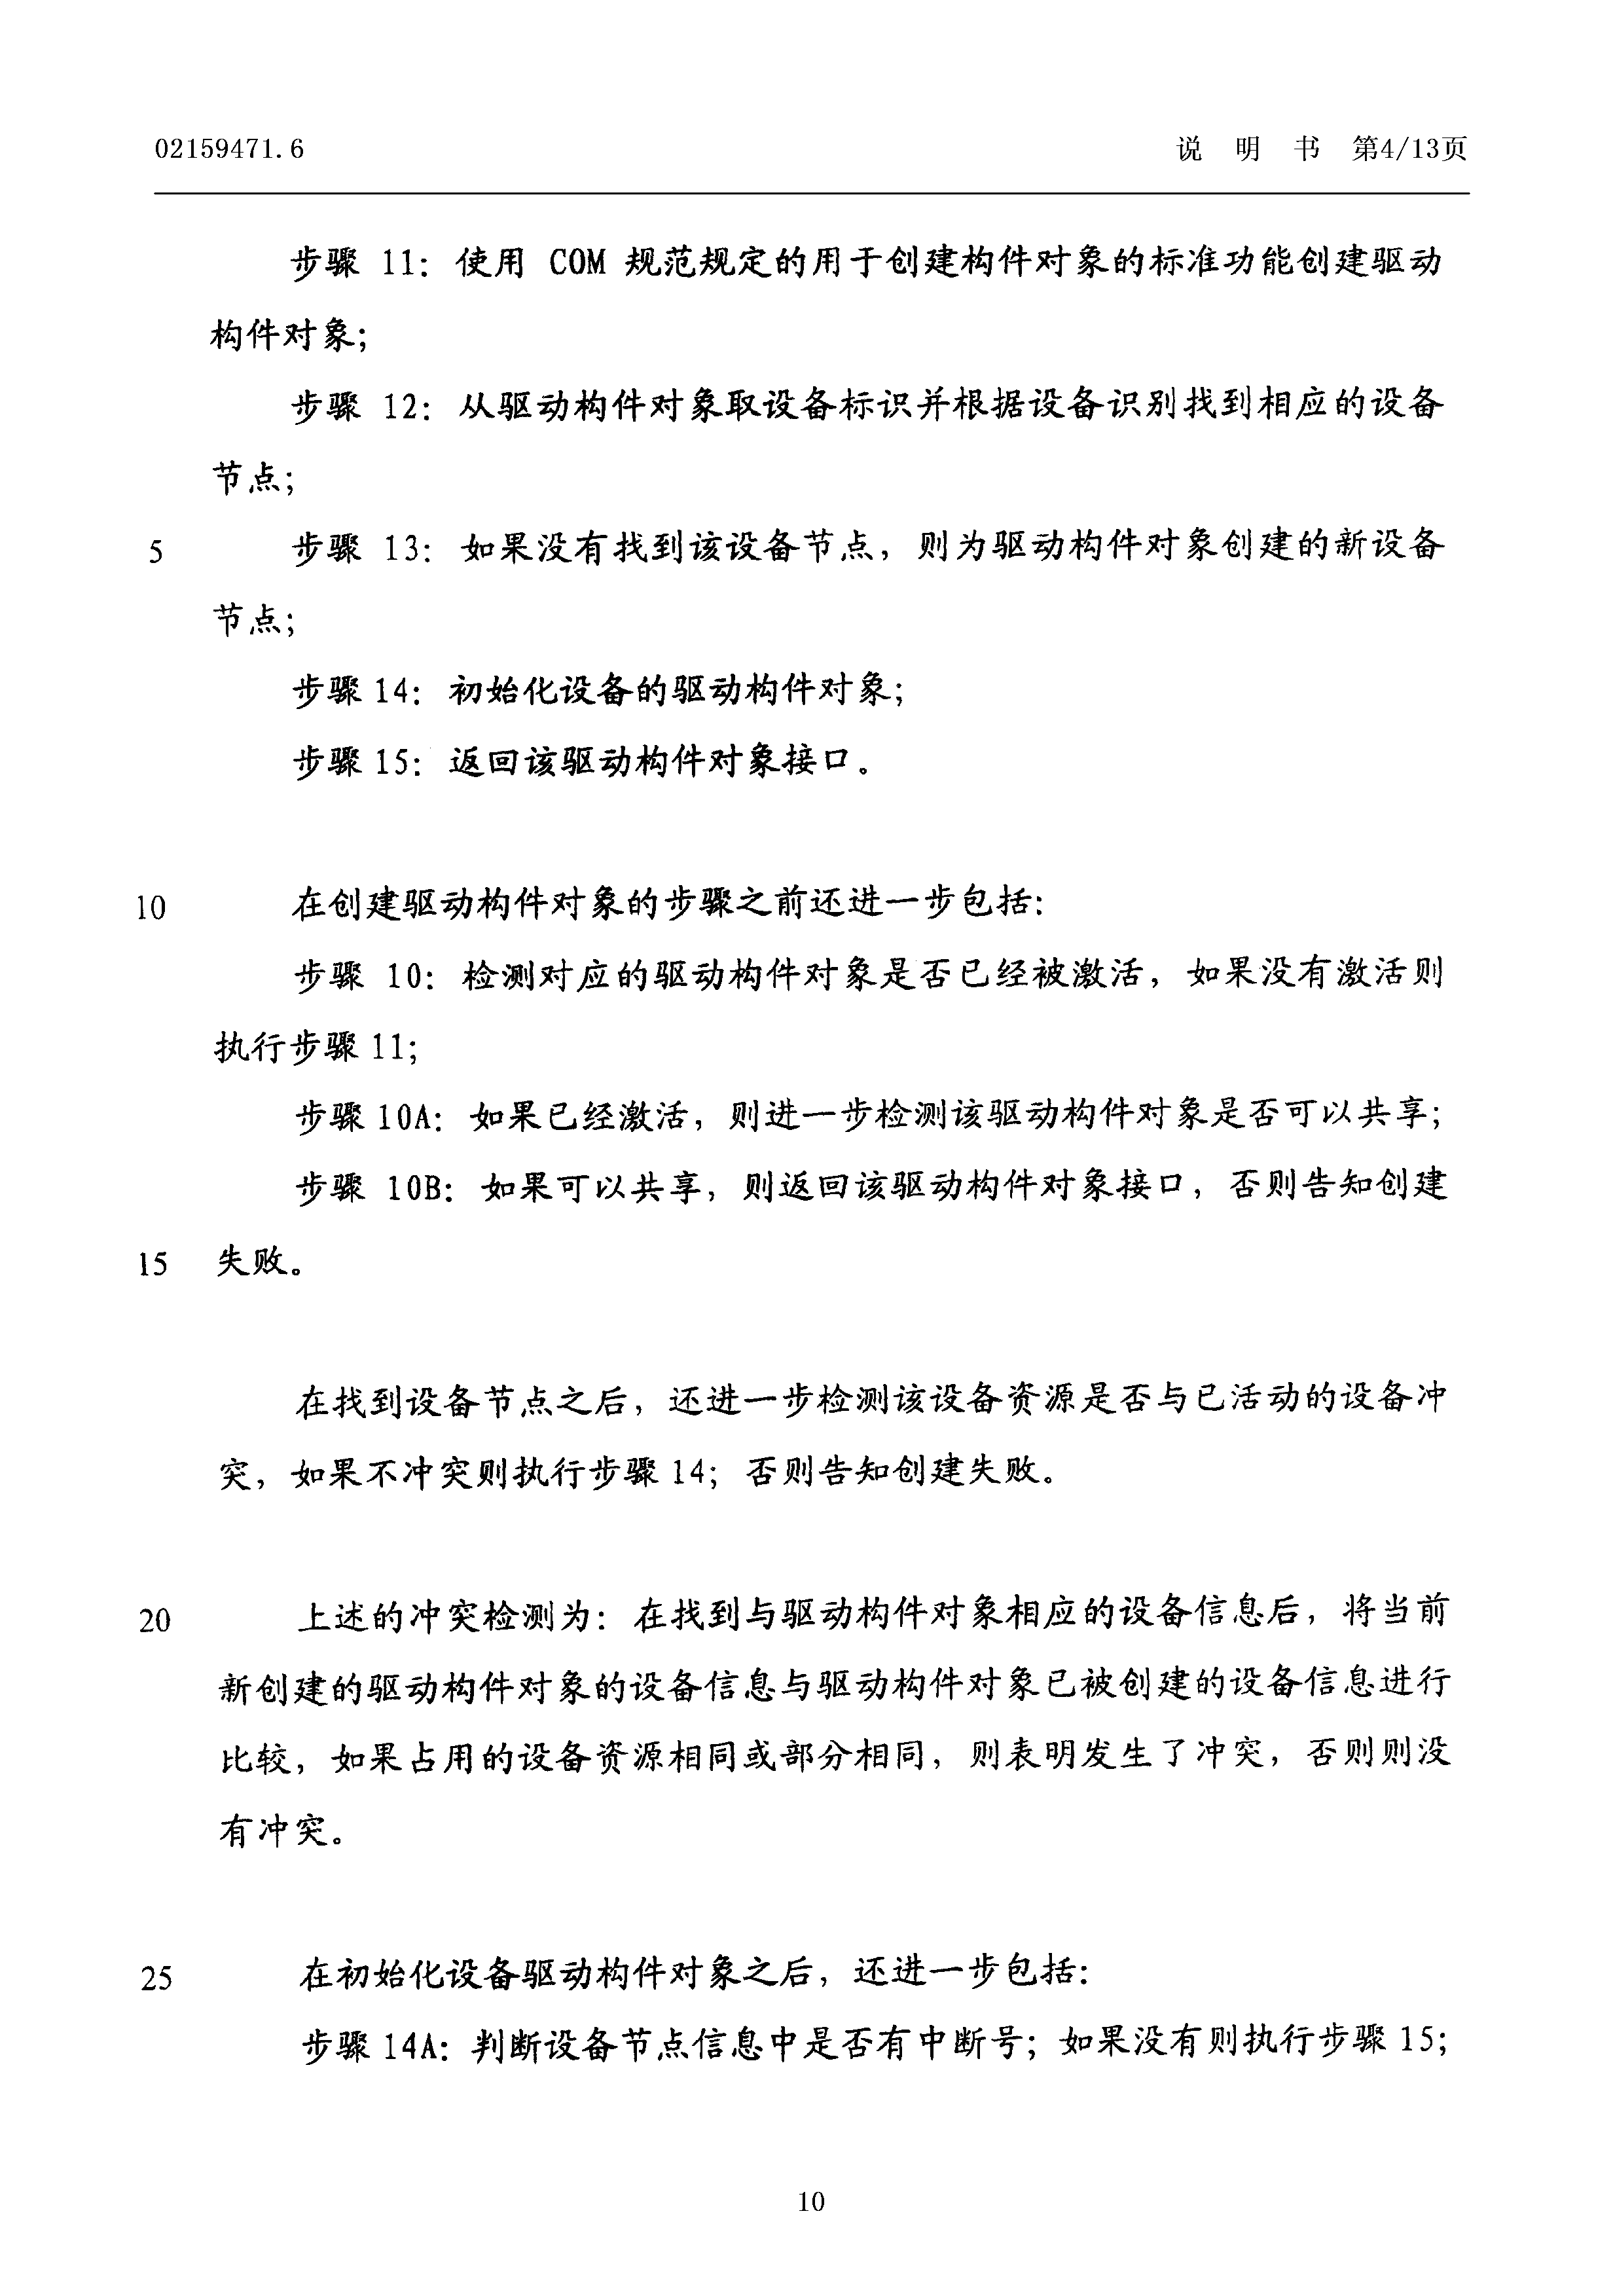 02159471.6 说 明 书 第4/13页
步骤 11：使用 COM 规范规定的用于创建构件对象的标准功能创建驱动
构件对象；
步骤 12：从驱动构件对象取设备标识并根据设备识别找到相应的设备
节点；
5 步骤 13：如果没有找到该设备节点，则为驱动构件对象创建的新设备
节点；
步骤 14：初始化设备的驱动构件对象；
步骤 15：返回该驱动构件对象接口。
10 在创建驱动构件对象的步骤之前还进一步包括：
步骤 10：检测对应的驱动构件对象是否已经被激活，如果没有激活则
执行步骤 11；
步骤 10A：如果已经激活，则进一步检测该驱动构件对象是否可以共享；
步骤 10B：如果可以共享，则返回该驱动构件对象接口，否则告知创建
15 失败。
在找到设备节点之后，还进一步检测该设备资源是否与已活动的设备冲
突，如果不冲突则执行步骤 14；否则告知创建失败。
20 上述的冲突检测为：在找到与驱动构件对象相应的设备信息后，将当前
新创建的驱动构件对象的设备信息与驱动构件对象已被创建的设备信息进行
比较，如果占用的设备资源相同或部分相同，则表明发生了冲突，否则则没
有冲突。
25 在初始化设备驱动构件对象之后，还进一步包括：
步骤 14A：判断设备节点信息中是否有中断号；如果没有则执行步骤 15；
10